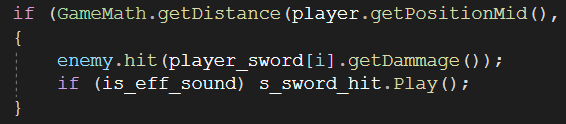 if (GameMath.getDistance(player.getPositionMid(),
{
enemy.hit(player_sword[i].getDammage());
if (is_eff_sound) s_sword_hit.Play();
}